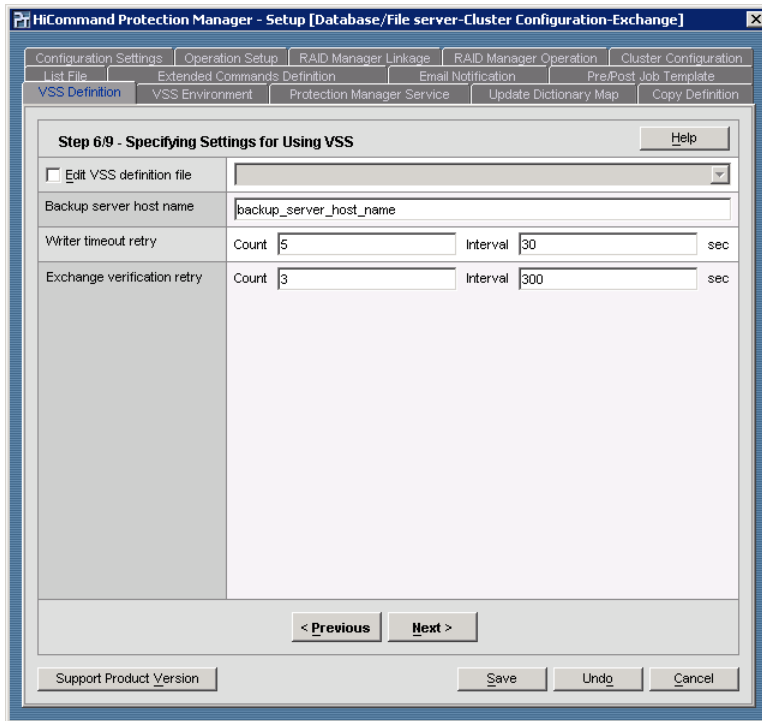 HiCommand Protection Manager - Setup [Database/File server-Cluster Configuration-Exchange]
Configuration Settings Operation Setup RAID Manager Linkage RAID Manager Operation Cluster Configuration
List File Extended Commands Definition Email Notification Pre/Post Job Template
VSS Definition VSS Environment Protection Manager Service Update Dictionary Map Copy Definition
Step 6/9 - Specifying Settings for Using VSS Help
Edit VSS definition file
Backup server host name backup_server_host_name
Writer timeout retry Count 5 Interval 30 sec
Exchange verification retry Count 3 Interval 300 sec
< Previous Next >
Support Product Version Save Undo Cancel